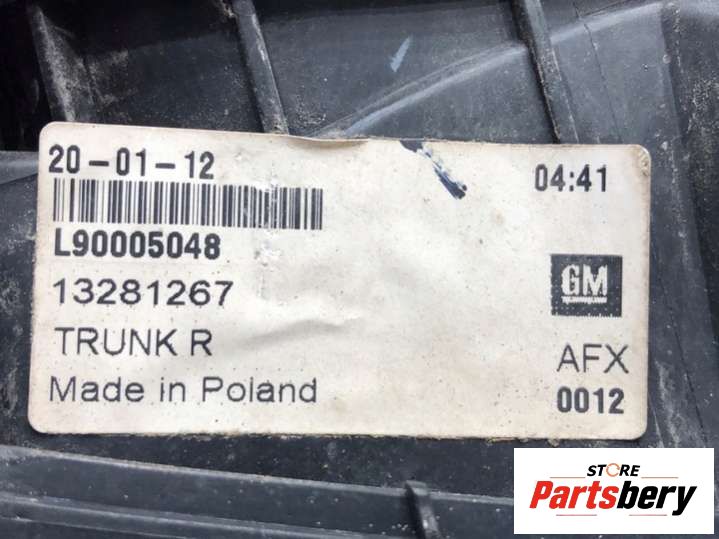 20-01-12
04:41
L90005048
13281267
GM
TRUNK R
AFX
Made in Poland
0012
STORE
Partsbery